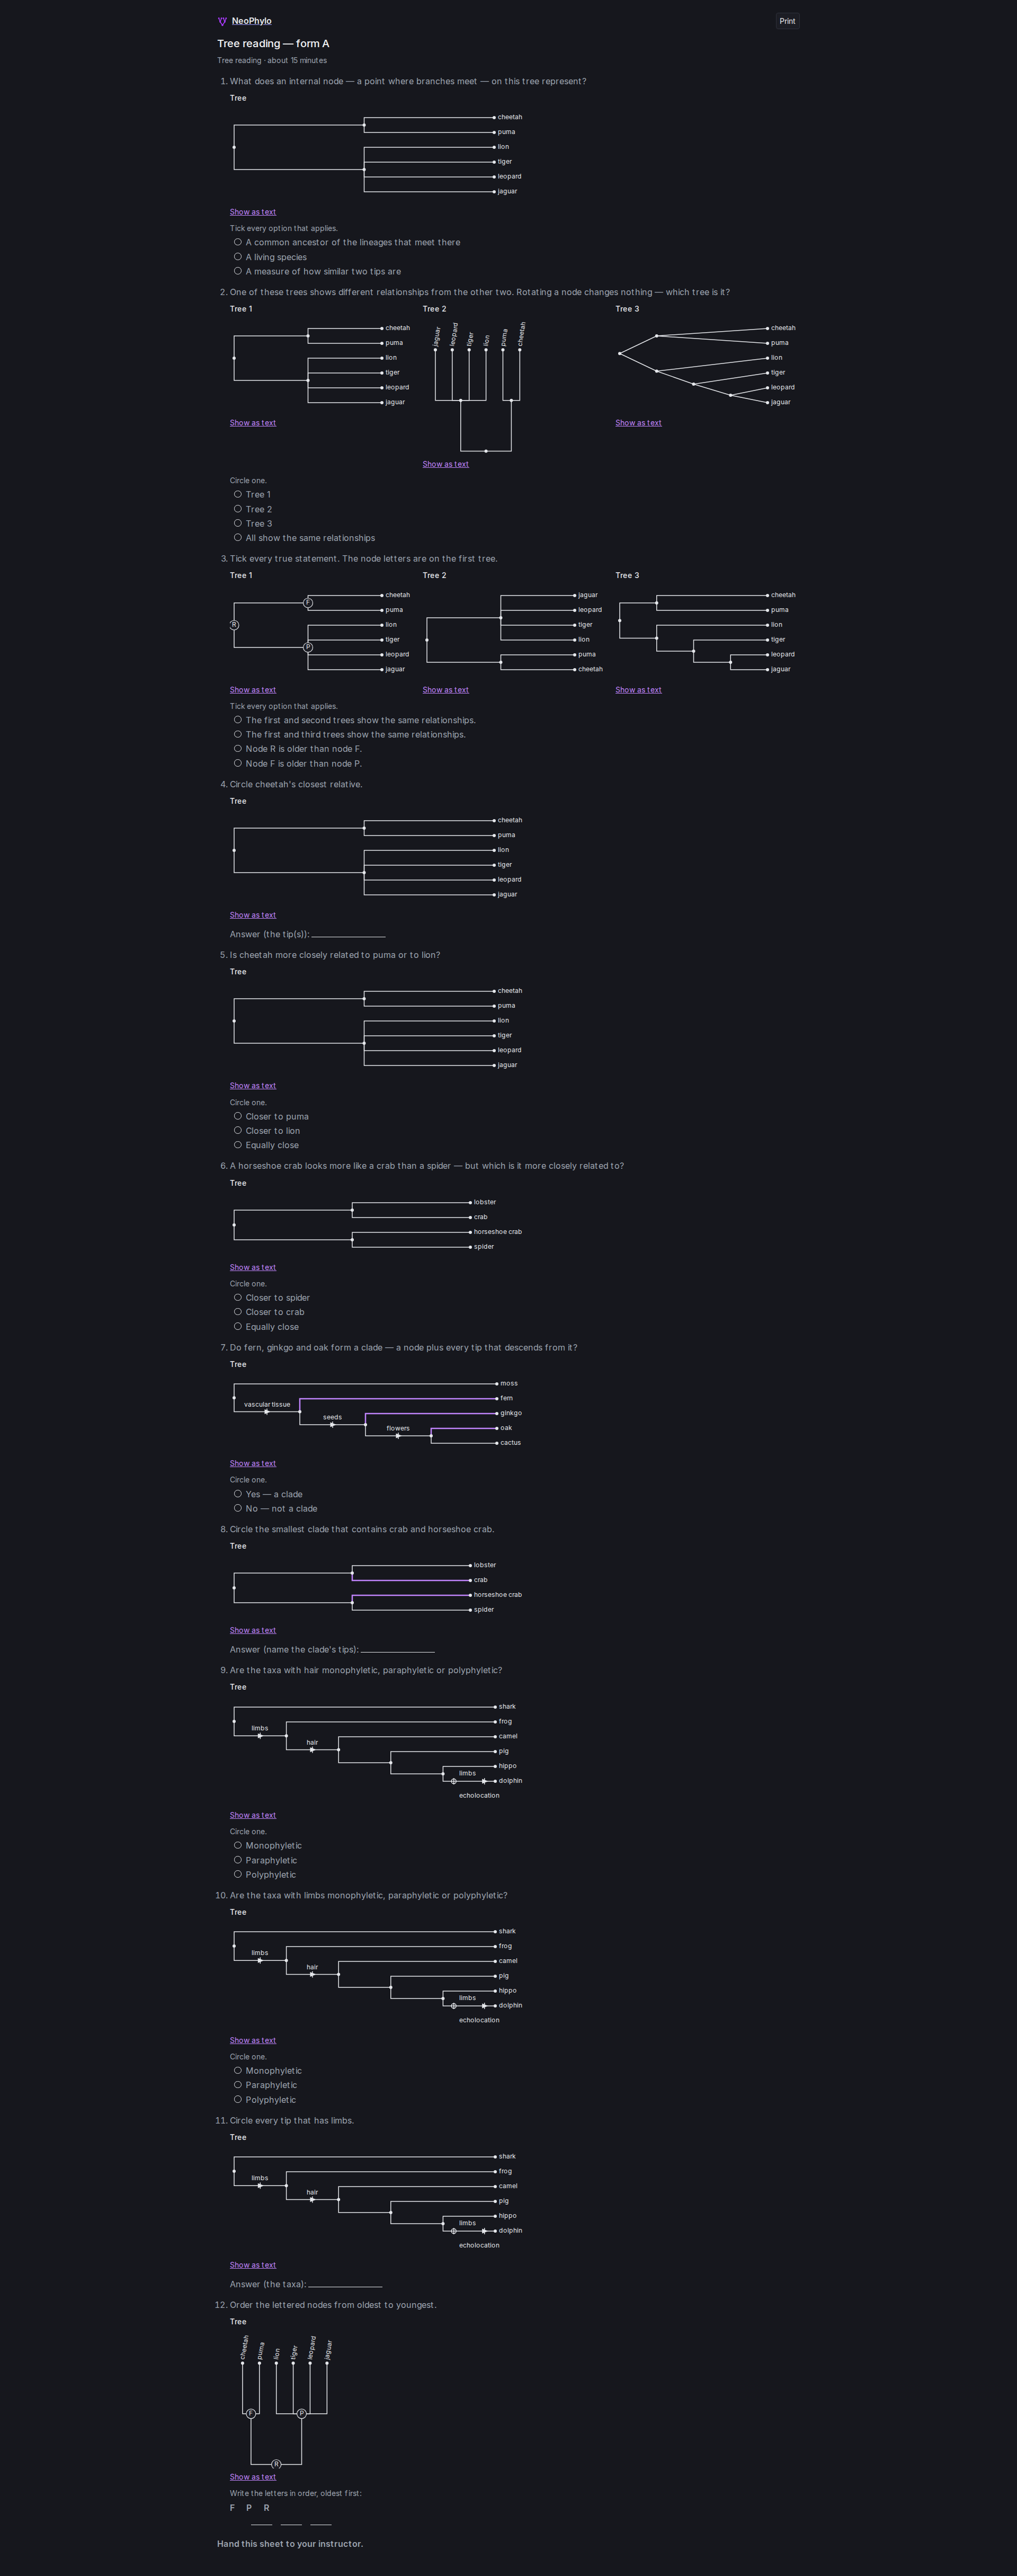 NeoPhylo
Print
Tree reading — form A
Tree reading · about 15 minutes
1. What does an internal node — a point where branches meet — on this tree represent?
Tree
cheetah
puma
lion
tiger
leopard
jaguar
Show as text
Tick every option that applies.
A common ancestor of the lineages that meet there
A living species
A measure of how similar two tips are
2. One of these trees shows different relationships from the other two. Rotating a node changes nothing — which tree is it?
Tree 1
cheetah
puma
lion
tiger
leopard
jaguar
Show as text
Tree 2
jaguar
leopard
tiger
lion
puma
cheetah
Show as text
Tree 3
cheetah
puma
lion
tiger
leopard
jaguar
Show as text
Circle one.
Tree 1
Tree 2
Tree 3
All show the same relationships
3. Tick every true statement. The node letters are on the first tree.
Tree 1
F
R
P
cheetah
puma
lion
tiger
leopard
jaguar
Show as text
Tree 2
jaguar
leopard
tiger
lion
puma
cheetah
Show as text
Tree 3
cheetah
puma
lion
tiger
leopard
jaguar
Show as text
Tick every option that applies.
The first and second trees show the same relationships.
The first and third trees show the same relationships.
Node R is older than node F.
Node F is older than node P.
4. Circle cheetah's closest relative.
Tree
cheetah
puma
lion
tiger
leopard
jaguar
Show as text
Answer (the tip(s)):
5. Is cheetah more closely related to puma or to lion?
Tree
cheetah
puma
lion
tiger
leopard
jaguar
Show as text
Circle one.
Closer to puma
Closer to lion
Equally close
6. A horseshoe crab looks more like a crab than a spider — but which is it more closely related to?
Tree
lobster
crab
horseshoe crab
spider
Show as text
Circle one.
Closer to spider
Closer to crab
Equally close
7. Do fern, ginkgo and oak form a clade — a node plus every tip that descends from it?
Tree
moss
fern
vascular tissue
ginkgo
seeds
oak
flowers
cactus
Show as text
Circle one.
Yes — a clade
No — not a clade
8. Circle the smallest clade that contains crab and horseshoe crab.
Tree
lobster
crab
horseshoe crab
spider
Show as text
Answer (name the clade's tips):
9. Are the taxa with hair monophyletic, paraphyletic or polyphyletic?
Tree
shark
frog
limbs
camel
hair
pig
hippo
limbs
dolphin
echolocation
Show as text
Circle one.
Monophyletic
Paraphyletic
Polyphyletic
10. Are the taxa with limbs monophyletic, paraphyletic or polyphyletic?
Tree
shark
frog
limbs
camel
hair
pig
hippo
limbs
dolphin
echolocation
Show as text
Circle one.
Monophyletic
Paraphyletic
Polyphyletic
11. Circle every tip that has limbs.
Tree
shark
frog
limbs
camel
hair
pig
hippo
limbs
dolphin
echolocation
Show as text
Answer (the taxa):
12. Order the lettered nodes from oldest to youngest.
Tree
cheetah
puma
lion
tiger
leopard
jaguar
F
P
R
Show as text
Write the letters in order, oldest first:
F P R
Hand this sheet to your instructor.